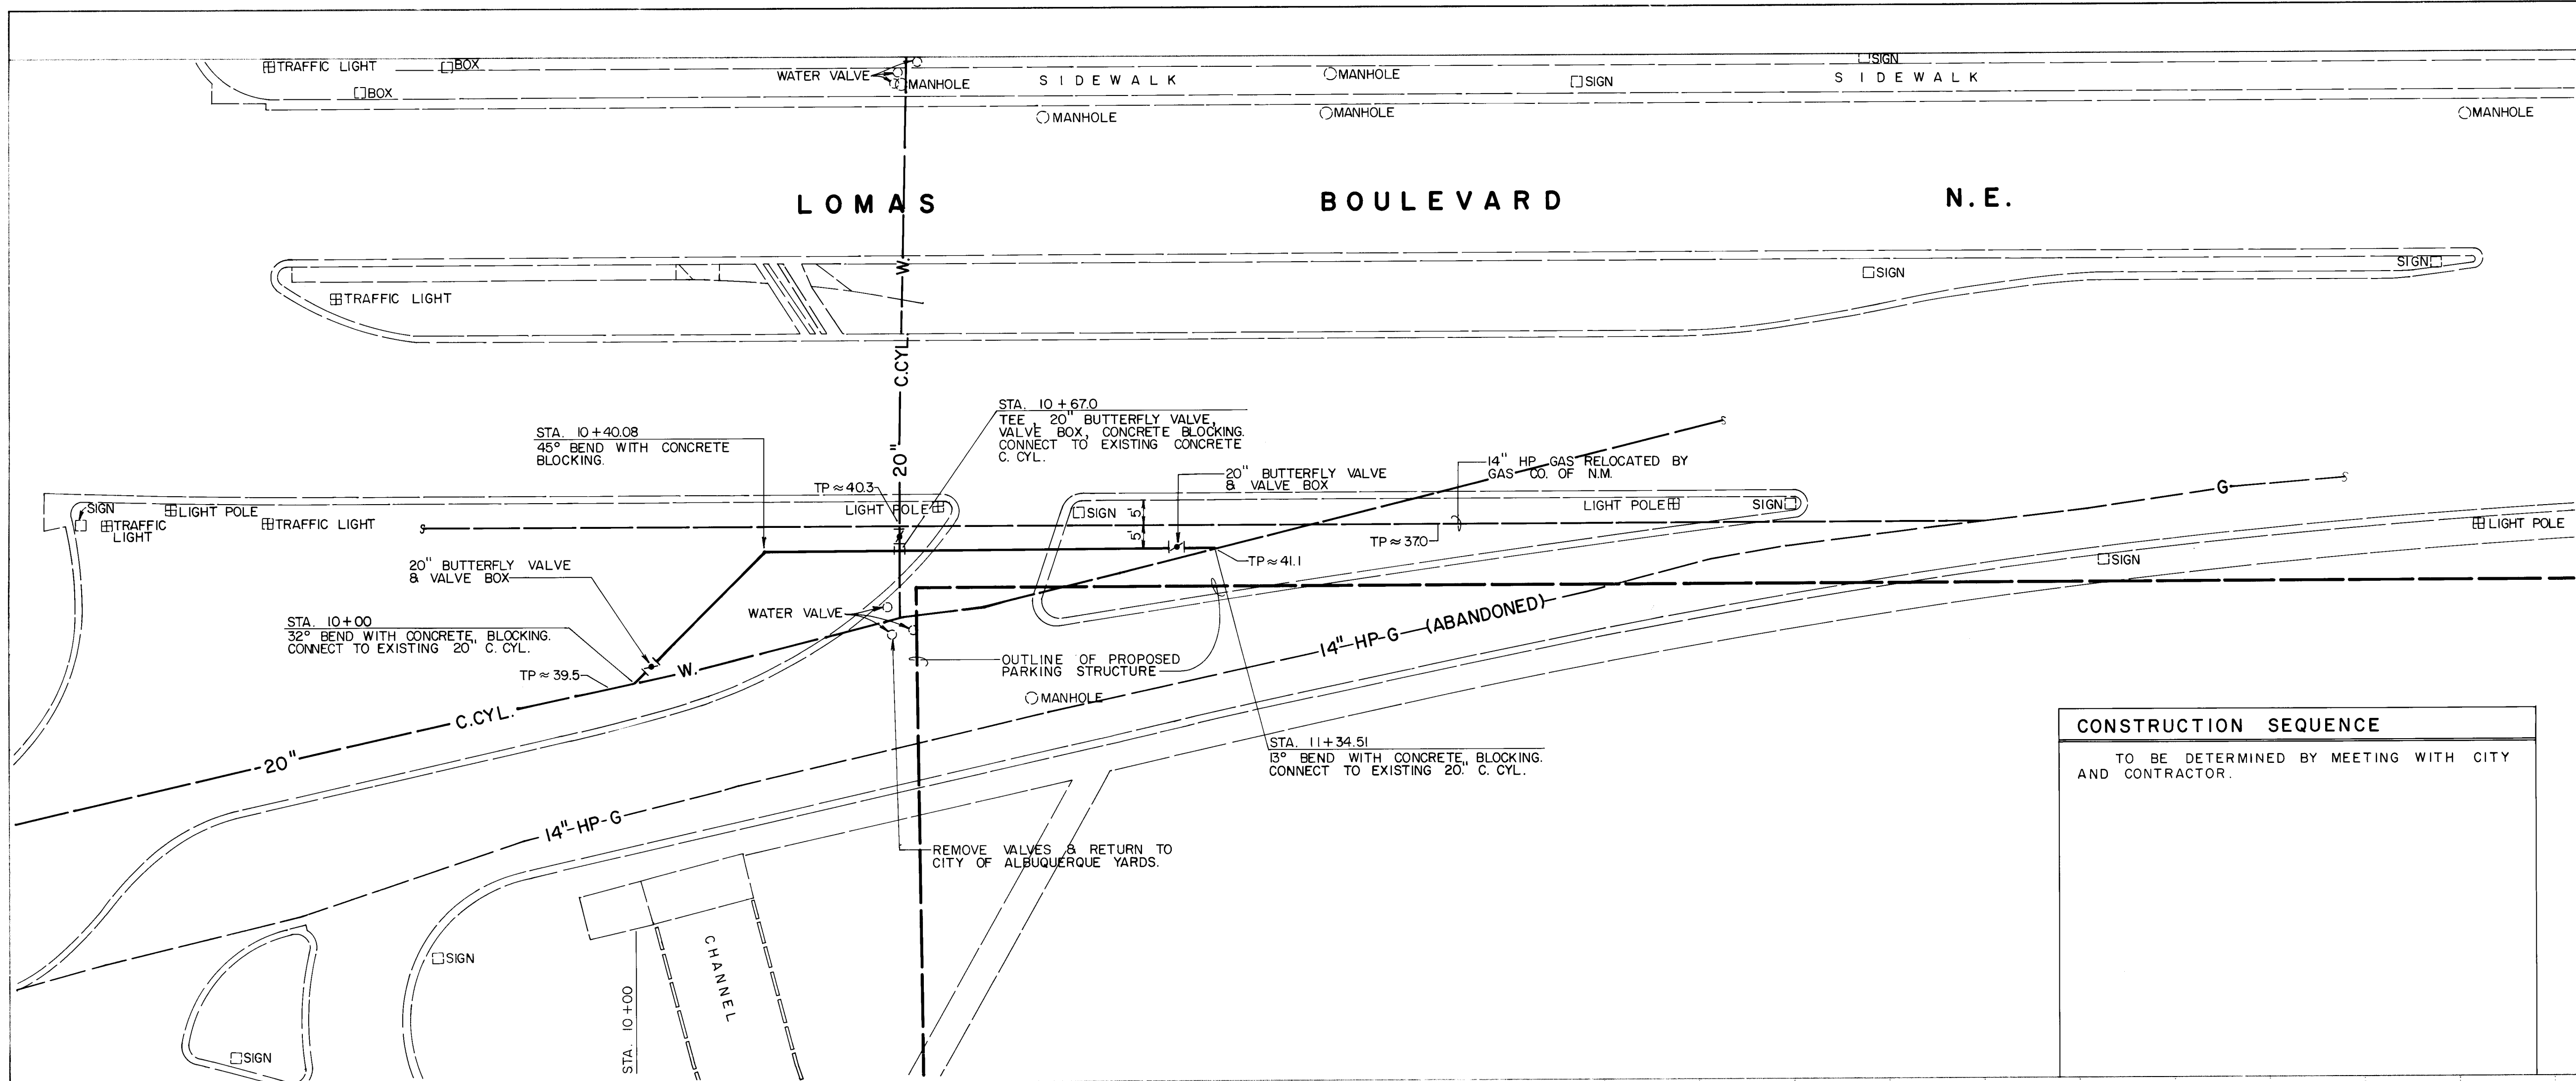 TRAFFIC LIGHT
BOX
BOX
WATER VALVE
MANHOLE
SIDEWALK
MANHOLE
MANHOLE
MANHOLE
SIGN
SIGN
SIDEWALK
MANHOLE
LOMAS BOULEVARD N.E.
TRAFFIC LIGHT
SIGN
SIGN
W.
C.CYL.
20"
STA. 10+40.08
45° BEND WITH CONCRETE
BLOCKING.
STA. 10+67.0
TEE, 20" BUTTERFLY VALVE,
VALVE BOX, CONCRETE BLOCKING.
CONNECT TO EXISTING CONCRETE
C. CYL.
20" BUTTERFLY VALVE
& VALVE BOX
14" HP GAS RELOCATED BY
GAS CO. OF N.M.
TP≈40.3
SIGN
LIGHT POLE
TRAFFIC
LIGHT
TRAFFIC LIGHT
LIGHT POLE
SIGN
5'
5'
LIGHT POLE
SIGN
G
LIGHT POLE
TP≈37.0
TP≈41.1
SIGN
20" BUTTERFLY VALVE
& VALVE BOX
WATER VALVE
STA. 10+00
32° BEND WITH CONCRETE BLOCKING.
CONNECT TO EXISTING 20" C. CYL.
TP≈39.5
W.
C.CYL.
20"
OUTLINE OF PROPOSED
PARKING STRUCTURE
MANHOLE
14"-HP-G (ABANDONED)
STA. 11+34.51
13° BEND WITH CONCRETE BLOCKING.
CONNECT TO EXISTING 20" C. CYL.
14"-HP-G
REMOVE VALVES & RETURN TO
CITY OF ALBUQUERQUE YARDS.
CONSTRUCTION SEQUENCE
TO BE DETERMINED BY MEETING WITH CITY
AND CONTRACTOR.
SIGN
CHANNEL
STA. 10+00
SIGN